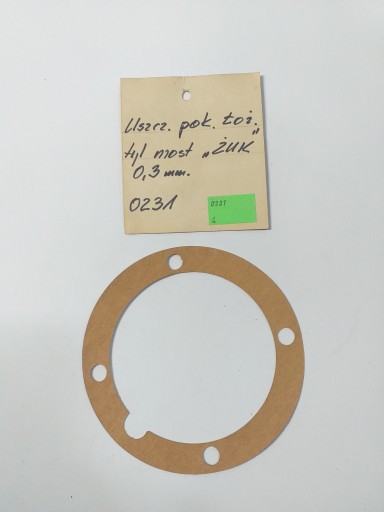 Uszcz. pok. łoż.
tył most „ŻUK”
0,3 mm.
0231
0231